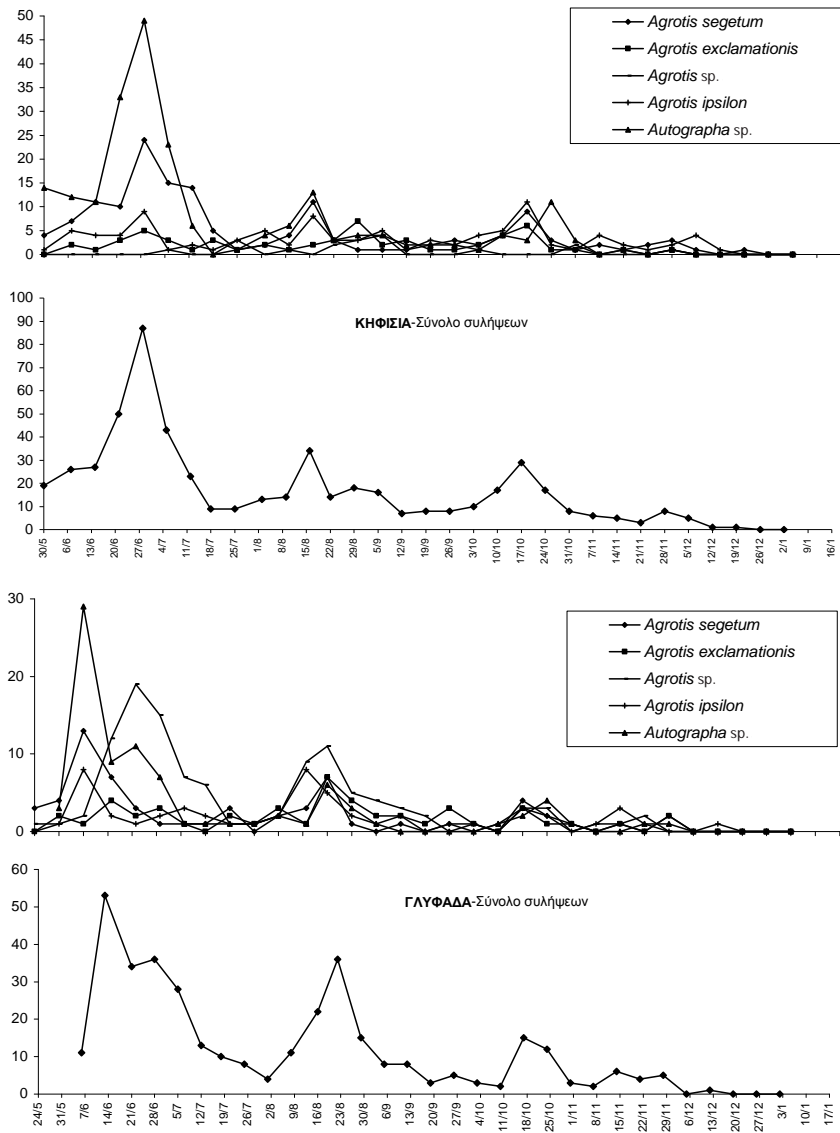 50
45
40
35
30
25
20
15
10
5
0
Agrotis segetum
Agrotis exclamationis
Agrotis sp.
Agrotis ipsilon
Autographa sp.
100
90
80
70
60
50
40
30
20
10
0
ΚΗΦΙΣΙΑ-Σύνολο συλήψεων
30/5 6/6 13/6 20/6 27/6 4/7 11/7 18/7 25/7 1/8 8/8 15/8 22/8 29/8 5/9 12/9 19/9 26/9 3/10 10/10 17/10 24/10 31/10 7/11 14/11 21/11 28/11 5/12 12/12 19/12 26/12 2/1 9/1 16/1
30
20
10
0
Agrotis segetum
Agrotis exclamationis
Agrotis sp.
Agrotis ipsilon
Autographa sp.
60
50
40
30
20
10
0
ΓΛΥΦΑΔΑ-Σύνολο συλήψεων
24/5 31/5 7/6 14/6 21/6 28/6 5/7 12/7 19/7 26/7 2/8 9/8 16/8 23/8 30/8 6/9 13/9 20/9 27/9 4/10 11/10 18/10 25/10 1/11 8/11 15/11 22/11 29/11 6/12 13/12 20/12 27/12 3/1 10/1 17/1